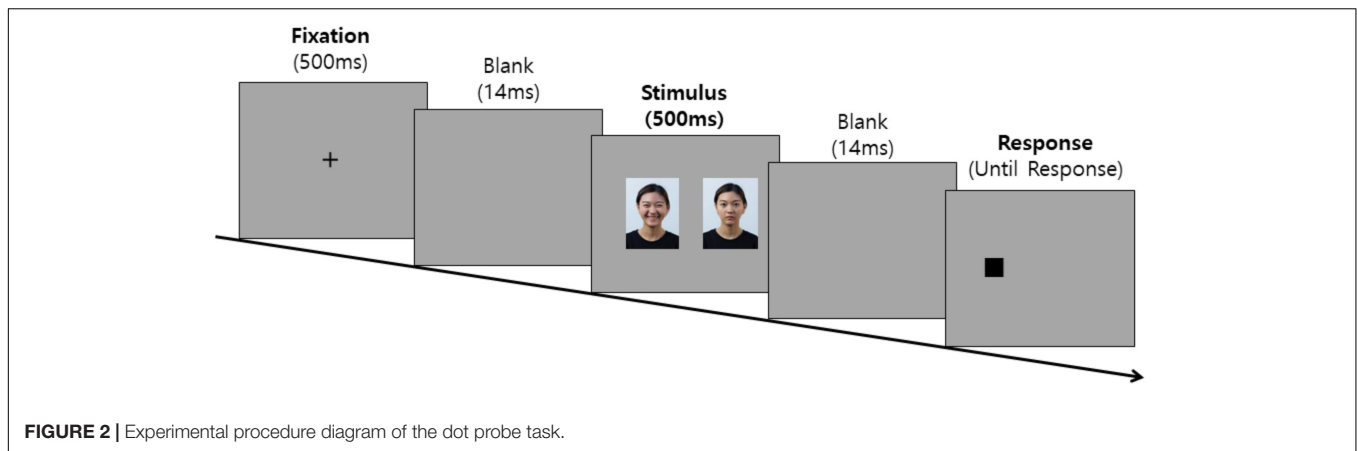 Fixation
(500ms)
Blank
(14ms)
Stimulus
(500ms)
Blank
(14ms)
Response
(Until Response)
FIGURE 2 | Experimental procedure diagram of the dot probe task.